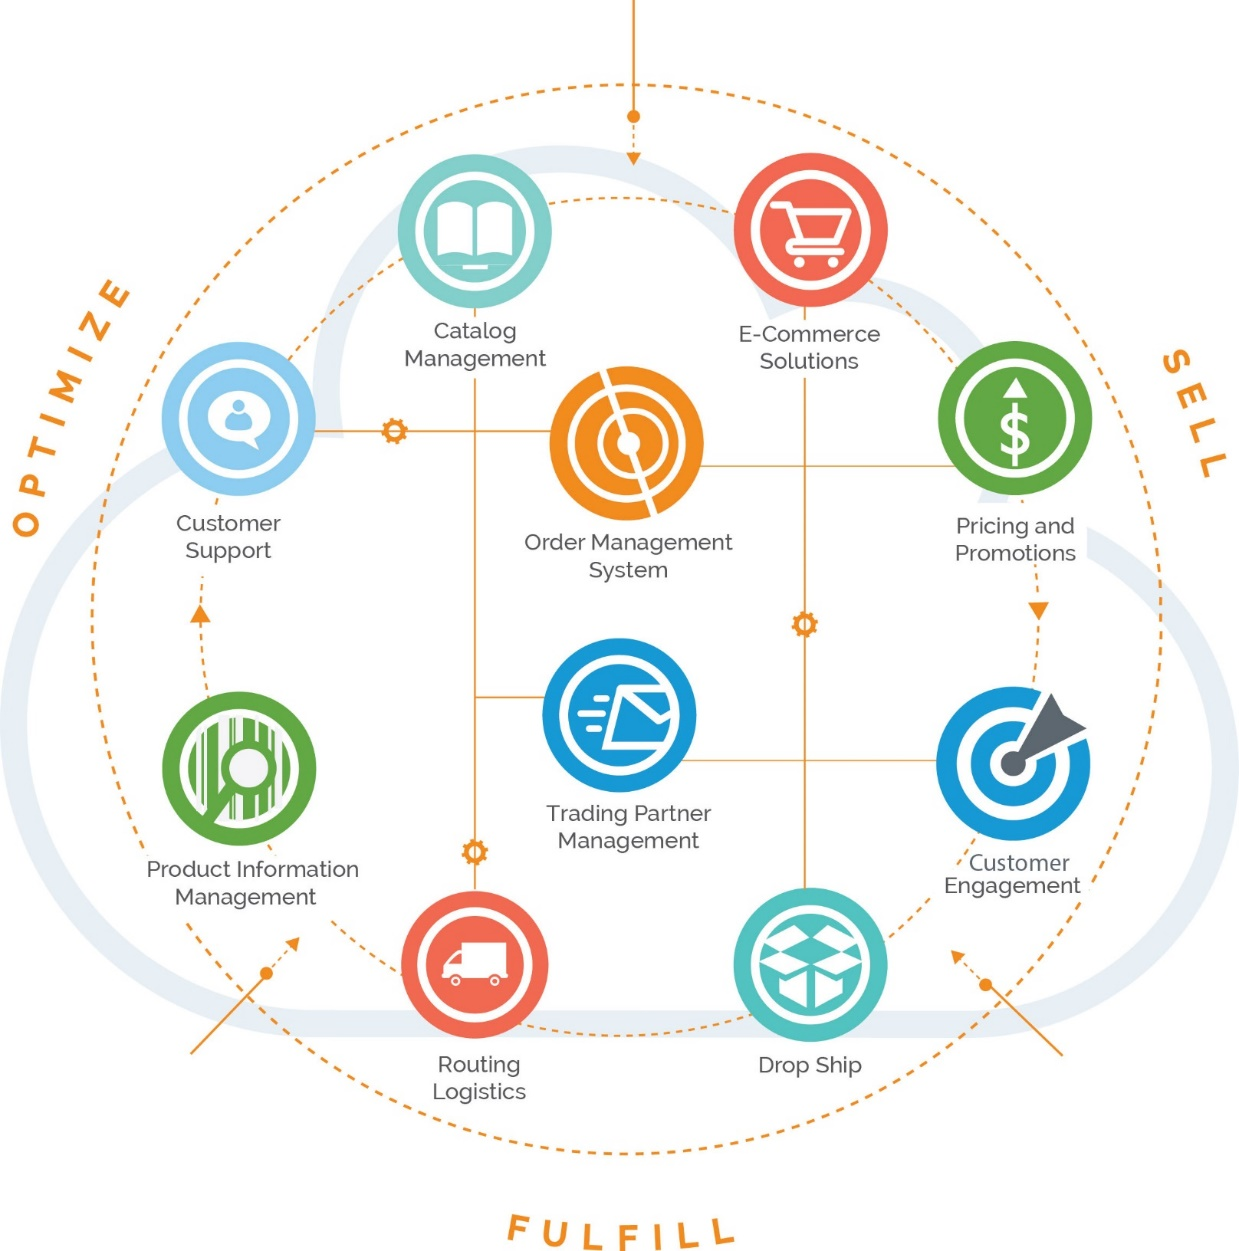 Catalog
Management
E-Commerce
Solutions
OPTIMIZE
SELL
Customer
Support
Order Management
System
Pricing and
Promotions
$
Trading Partner
Management
Product Information
Management
Customer
Engagement
Routing
Logistics
Drop Ship
FULFILL